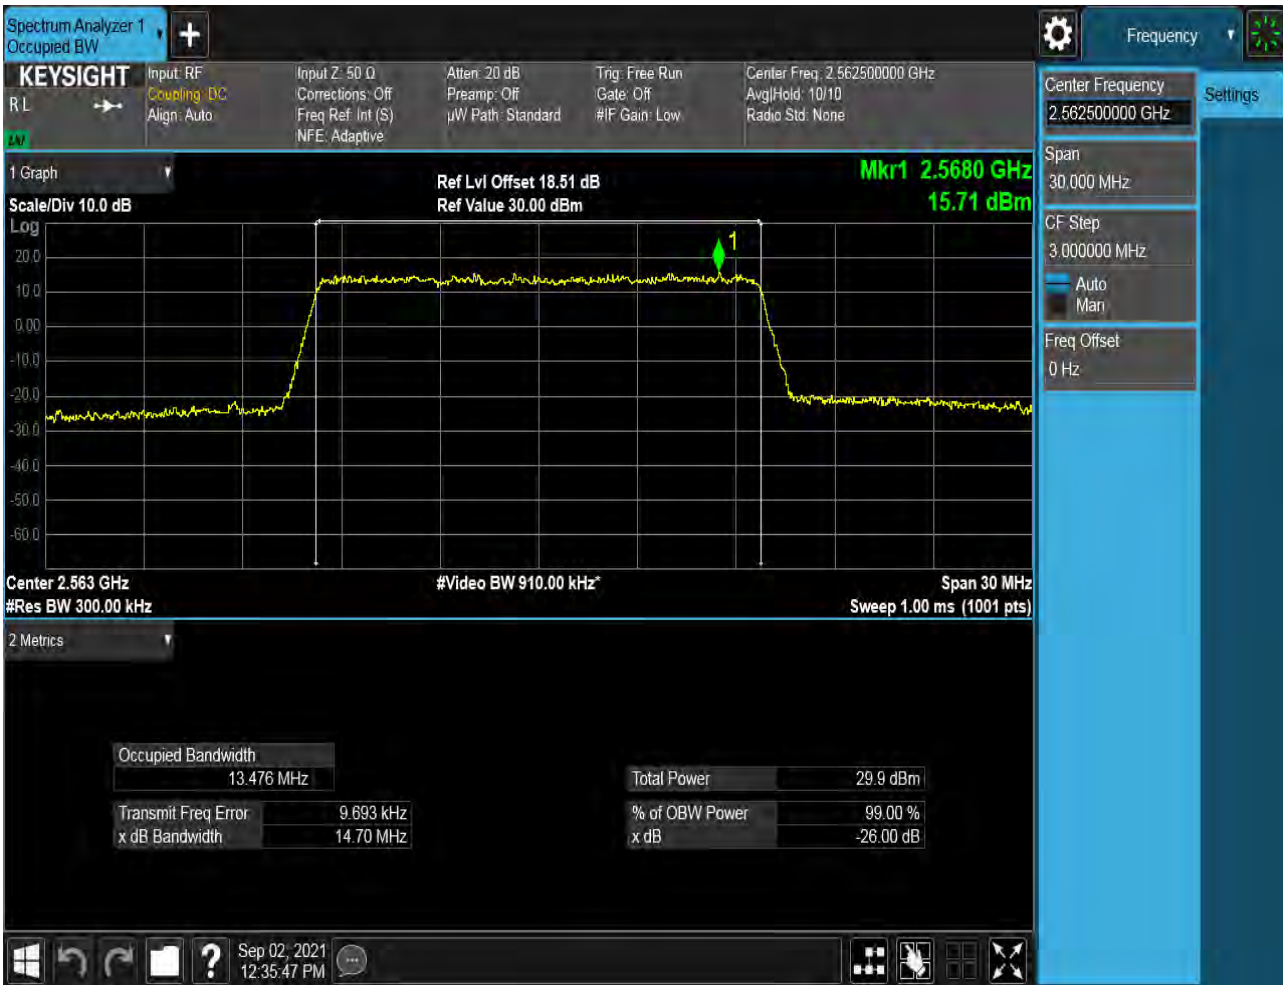 Spectrum Analyzer 1
Occupied BW
Frequency
KEYSIGHT
R L
Input: RF
Coupling: DC
Align: Auto
Input Z: 50 Ω
Corrections: Off
Freq Ref: Int (S)
NFE: Adaptive
Atten: 20 dB
Preamp: Off
µW Path: Standard
Trig: Free Run
Gate: Off
#IF Gain: Low
Center Freq: 2.562500000 GHz
Avg|Hold: 10/10
Radio Std: None
Center Frequency
2.562500000 GHz
Settings
Span
30.000 MHz
CF Step
3.000000 MHz
Auto
Man
Freq Offset
0 Hz
1 Graph
Scale/Div 10.0 dB
Ref Lvl Offset 18.51 dB
Ref Value 30.00 dBm
Mkr1 2.5680 GHz
15.71 dBm
Log
1
20.0
10.0
0.00
-10.0
-20.0
-30.0
-40.0
-50.0
-60.0
Center 2.563 GHz
#Video BW 910.00 kHz*
Span 30 MHz
#Res BW 300.00 kHz
Sweep 1.00 ms (1001 pts)
2 Metrics
Occupied Bandwidth
13.476 MHz
Total Power 29.9 dBm
Transmit Freq Error 9.693 kHz
% of OBW Power 99.00 %
x dB Bandwidth 14.70 MHz
x dB -26.00 dB
?
Sep 02, 2021
12:35:47 PM